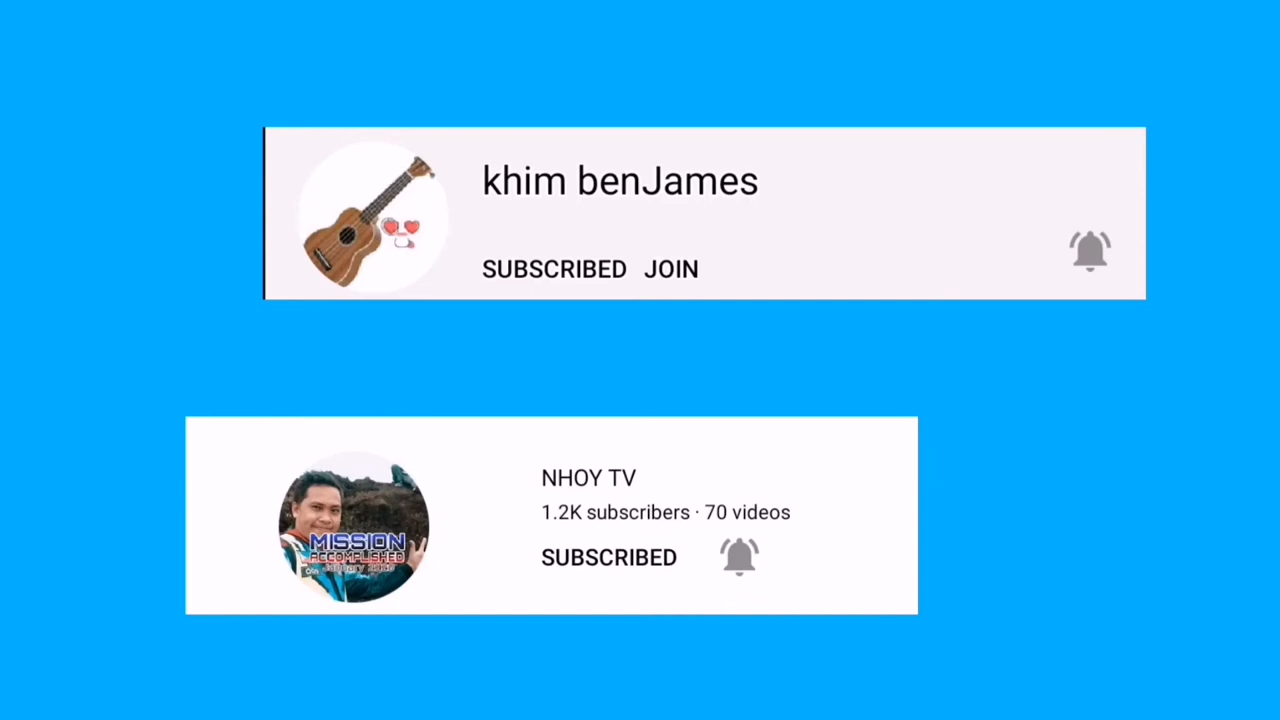 khim benJames
SUBSCRIBED JOIN
NHOY TV
1.2K subscribers · 70 videos
SUBSCRIBED
MISSION
ACCOMPLISHED